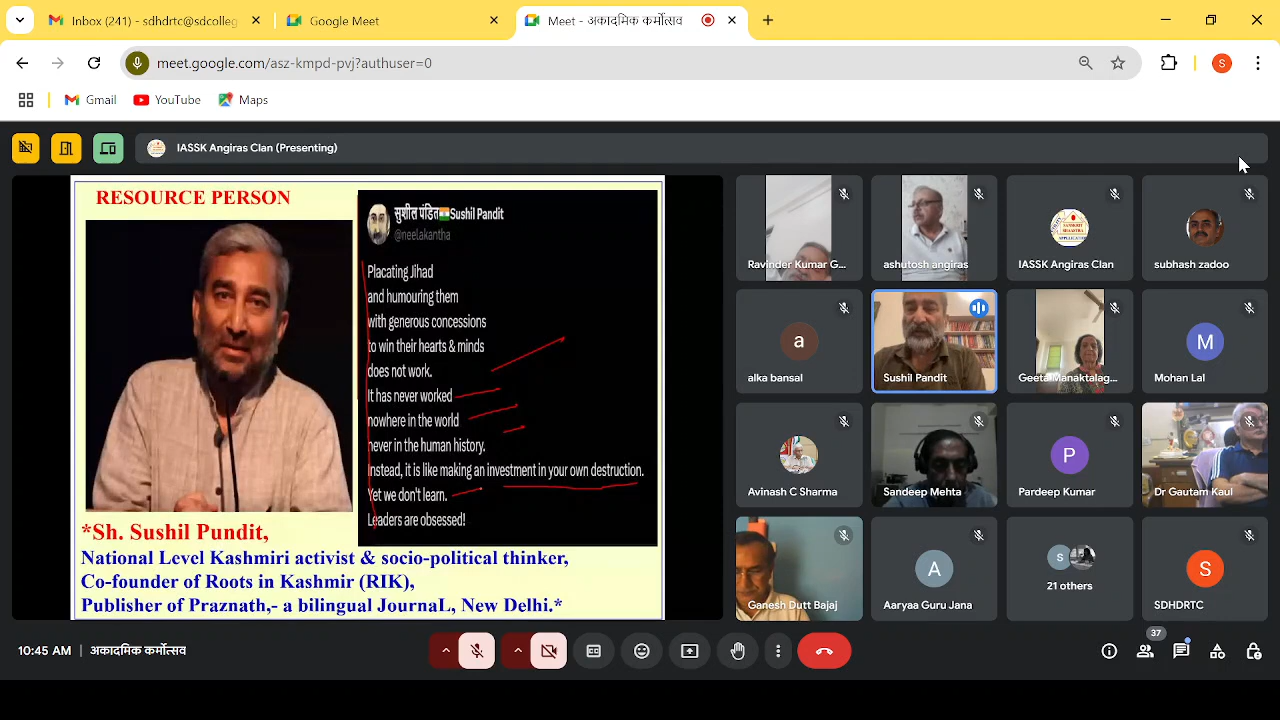 Inbox (241) - sdhdrtc@sdcolleg
Google Meet
Meet - अकादमिक कर्मोत्सव
meet.google.com/asz-kmpd-pvj?authuser=0
S
Gmail
YouTube
Maps
IASSK Angiras Clan (Presenting)
RESOURCE PERSON
सुशील पंडित🇮🇳Sushil Pandit
@neelakantha
Placating Jihad
and humouring them
with generous concessions
to win their hearts & minds
does not work.
It has never worked
nowhere in the world
never in the human history.
Instead, it is like making an investment in your own destruction.
Yet we don't learn.
Leaders are obsessed!
*Sh. Sushil Pundit,
National Level Kashmiri activist & socio-political thinker,
Co-founder of Roots in Kashmir (RIK),
Publisher of Praznath,- a bilingual JournaL, New Delhi.*
Ravinder Kumar G...
ashutosh angiras
IASSK Angiras Clan
subhash zadoo
a
alka bansal
Sushil Pandit
Geeta Manaktalag...
M
Mohan Lal
Avinash C Sharma
Sandeep Mehta
P
Pardeep Kumar
Dr Gautam Kaul
Ganesh Dutt Bajaj
A
Aaryaa Guru Jana
s
21 others
S
SDHDRTC
10:45 AM | अकादमिक कर्मोत्सव
37